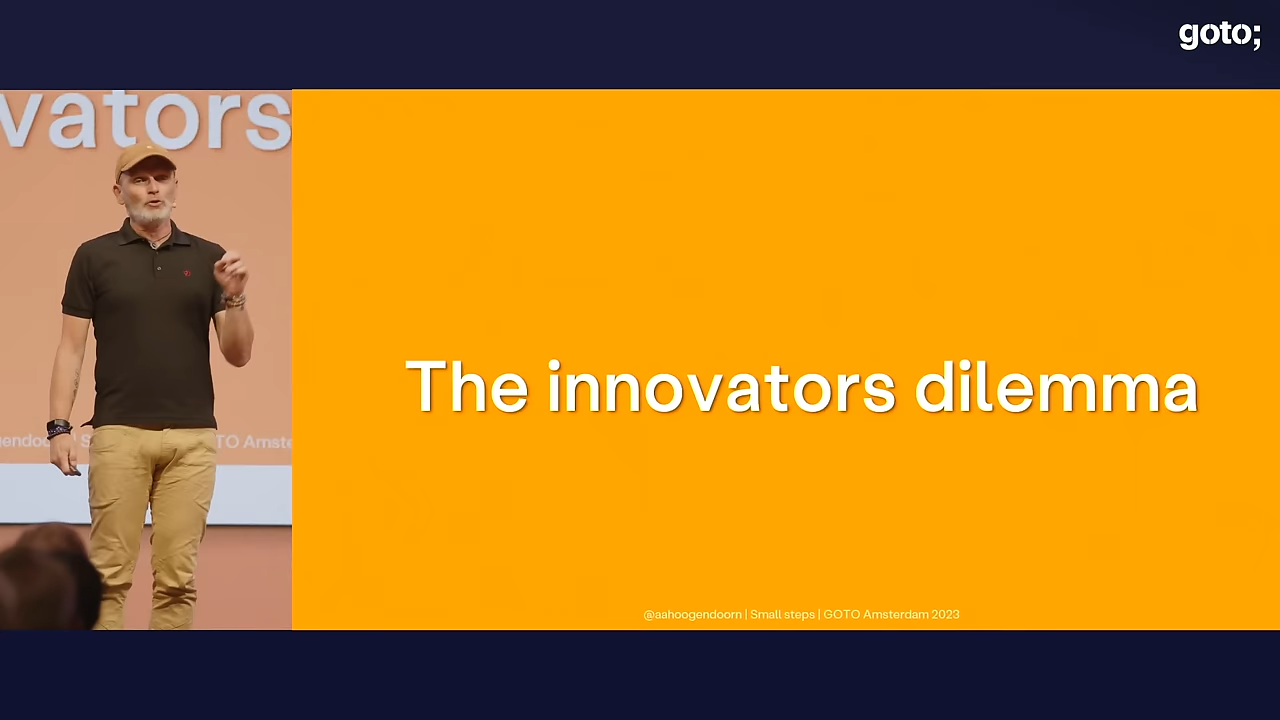 goto;
vators
The innovators dilemma
@aahoogendoorn | Small steps | GOTO Amsterdam 2023